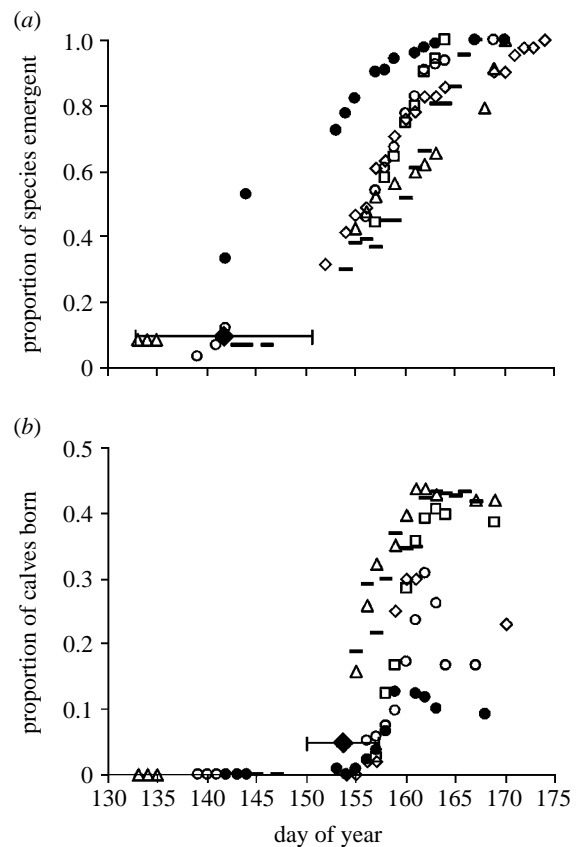 (a)
1.0
0.8
0.6
0.4
0.2
0
proportion of species emergent
(b)
0.5
0.4
0.3
0.2
0.1
0
proportion of calves born
130 135 140 145 150 155 160 165 170 175
day of year